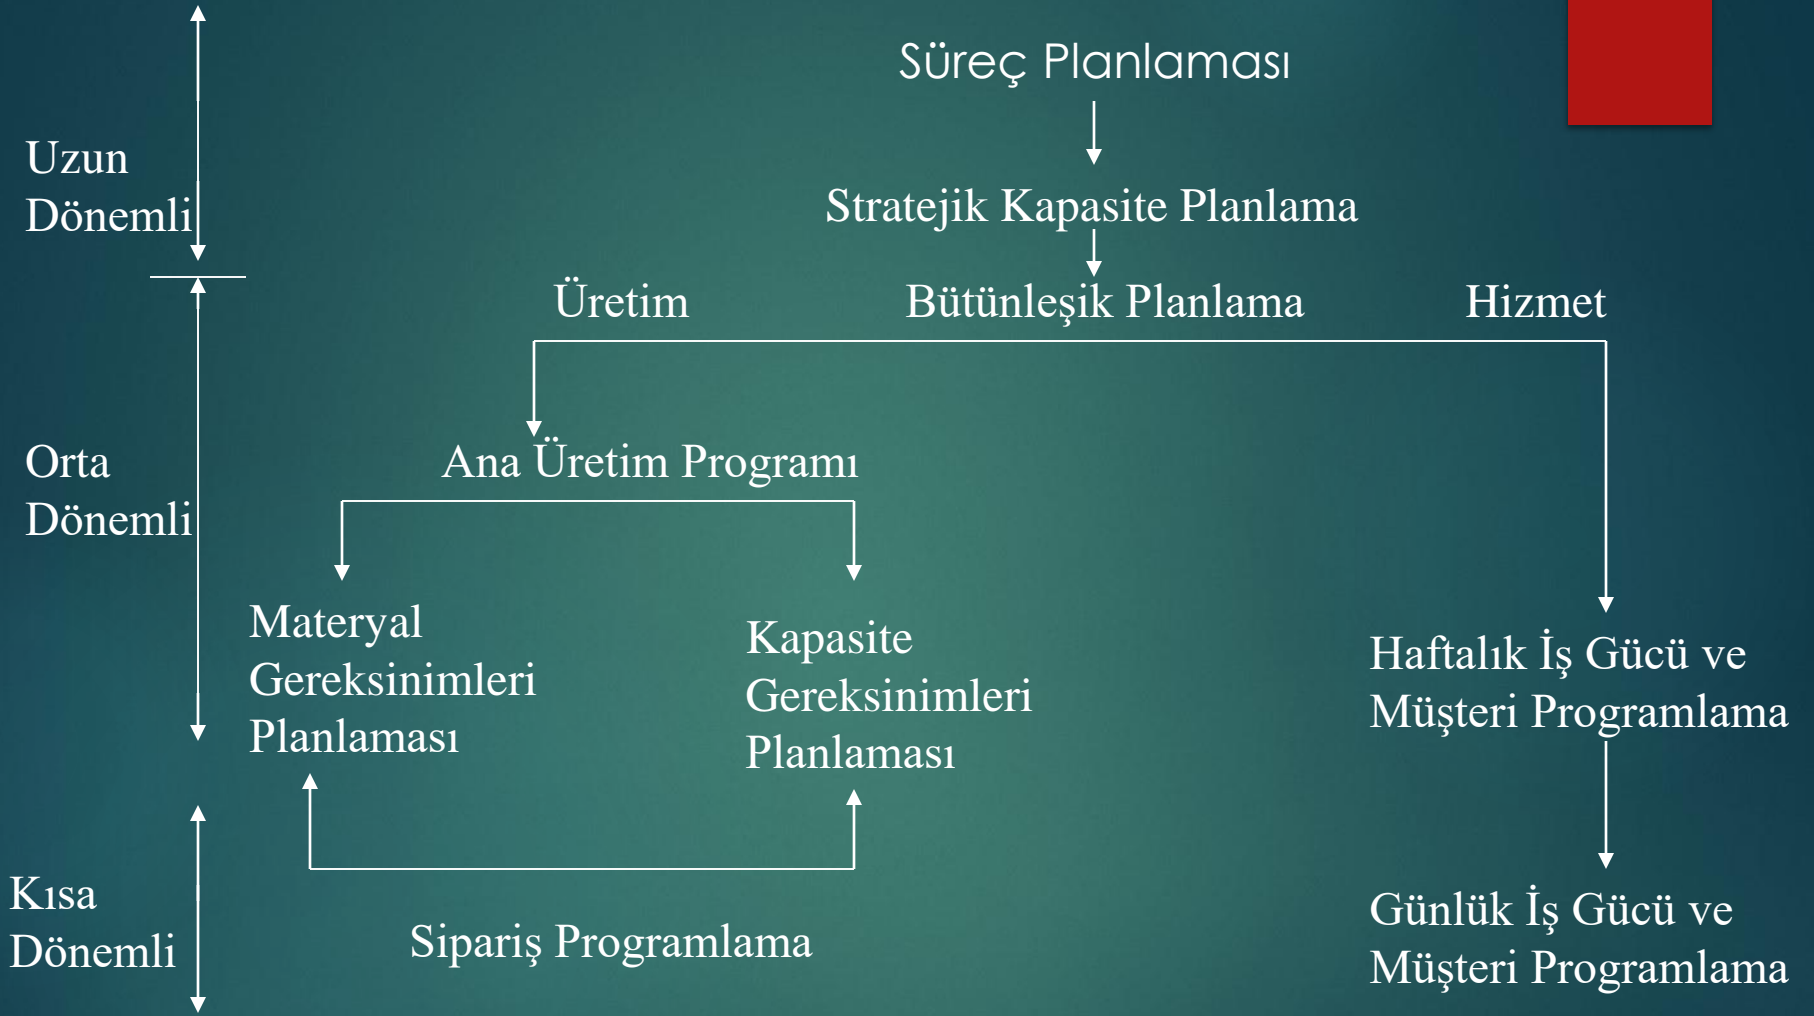 Süreç Planlaması
Uzun
Dönemli
Stratejik Kapasite Planlama
Üretim
Bütünleşik Planlama
Hizmet
Orta
Dönemli
Ana Üretim Programı
Materyal
Gereksinimleri
Planlaması
Kapasite
Gereksinimleri
Planlaması
Haftalık İş Gücü ve
Müşteri Programlama
Kısa
Dönemli
Sipariş Programlama
Günlük İş Gücü ve
Müşteri Programlama